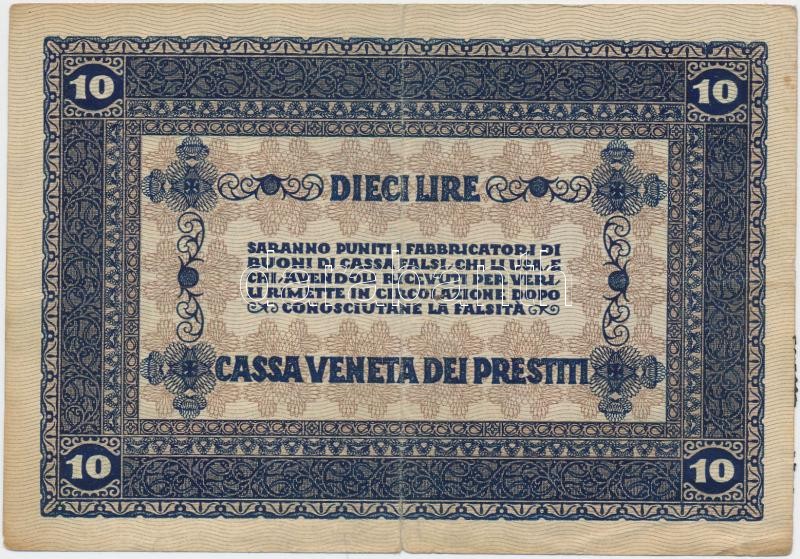 10 10
DIECI LIRE
SARANNO PUNITI I FABBRICATORI DI
BUONI DI CASSA FALSI, CHI LI USA, E
CHI, AVENDOLI RICEVUTI PER VERI,
LI RIMETTE IN CIRCOLAZIONE DOPO
CONOSCIUTANE LA FALSITÀ
CASSA VENETA DEI PRESTITI
10 10